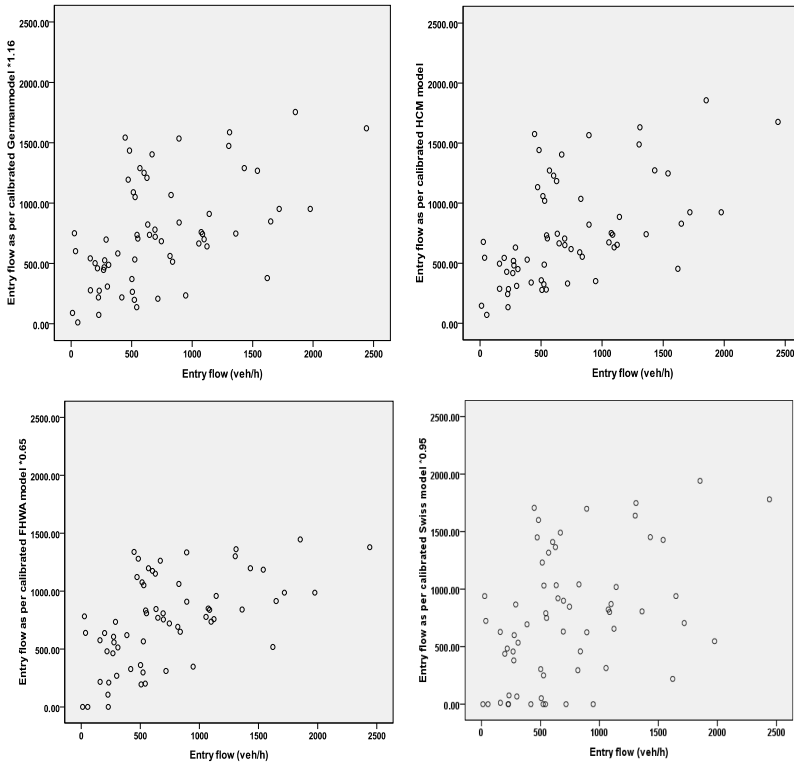 Entry flow as per calibrated Germanmodel *1.16
2500.00
2000.00
1500.00
1000.00
500.00
0.00
0 500 1000 1500 2000 2500
Entry flow (veh/h)
Entry flow as per calibrated HCM model
2500.00
2000.00
1500.00
1000.00
500.00
0.00
0 500 1000 1500 2000 2500
Entry flow (veh/h)
Entry flow as per calibrated FHWA model *0.65
2500.00
2000.00
1500.00
1000.00
500.00
0.00
0 500 1000 1500 2000 2500
Entry flow (veh/h)
Entry flow as per calibrated Swiss model *0.95
2500.00
2000.00
1500.00
1000.00
500.00
0.00
0 500 1000 1500 2000 2500
Entry flow (veh/h)